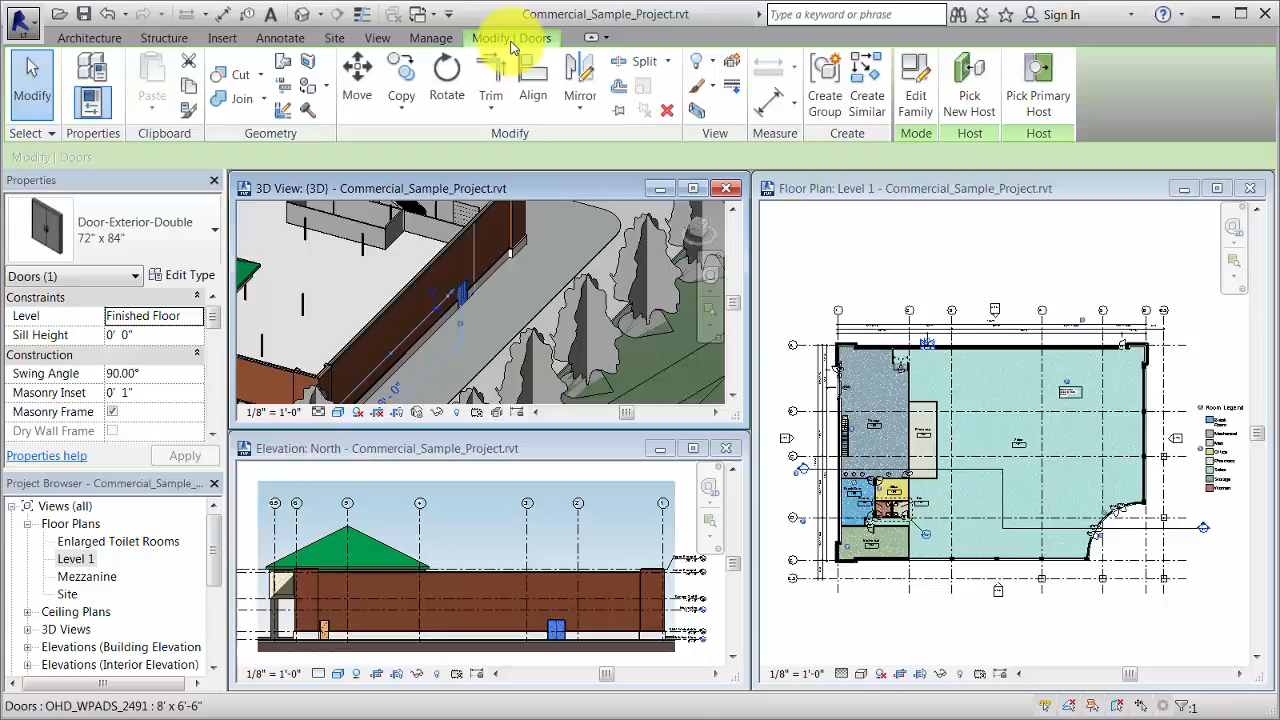 Commercial_Sample_Project.rvt
Type a keyword or phrase
Sign In
Architecture Structure Insert Annotate Site View Manage Modify | Doors
Modify
Paste
Cut
Join
Move Copy Rotate Trim Align Mirror
Split
Create Group
Create Similar
Edit Family
Pick New Host
Pick Primary Host
Select Properties Clipboard Geometry Modify View Measure Create Mode Host Host
Modify | Doors
Properties
Door-Exterior-Double
72" x 84"
Doors (1)
Edit Type
Constraints
Level Finished Floor
Sill Height 0' 0"
Construction
Swing Angle 90.00°
Masonry Inset 0' 1"
Masonry Frame
Dry Wall Frame
Properties help
Apply
Project Browser - Commercial_Sa...
Views (all)
Floor Plans
Enlarged Toilet Rooms
Level 1
Mezzanine
Site
Ceiling Plans
3D Views
Elevations (Building Elevation
Elevations (Interior Elevation)
3D View: {3D} - Commercial_Sample_Project.rvt
1/8" = 1'-0"
Elevation: North - Commercial_Sample_Project.rvt
1/8" = 1'-0"
Floor Plan: Level 1 - Commercial_Sample_Project.rvt
Room Legend
1/8" = 1'-0"
Doors : OHD_WPADS_2491 : 8' x 6'-6"
:1